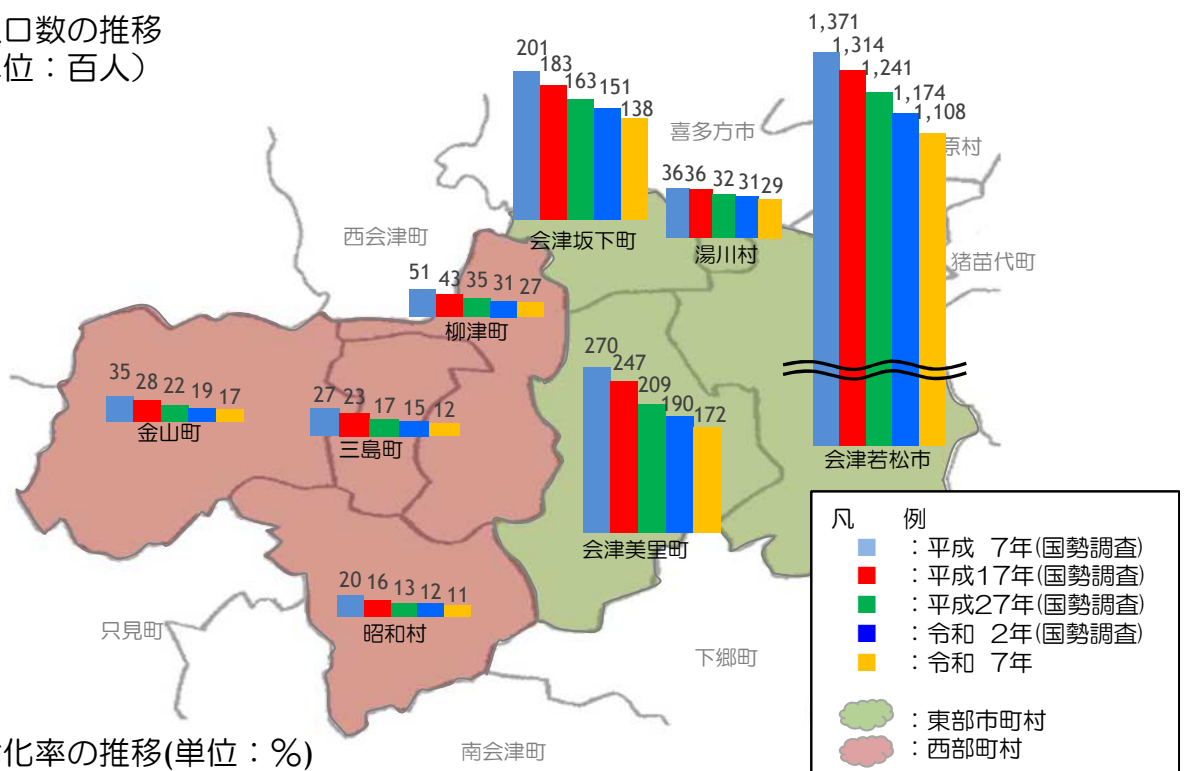 口数の推移
位：百人）
1,371
1,314
1,241
1,174
1,108
201
183
163
151
138
喜多方市
原村
36
36
32
31
29
会津坂下町
湯川村
西会津町
猪苗代町
51
43
35
31
27
柳津町
270
247
209
190
172
35
28
22
19
17
金山町
27
23
17
15
12
三島町
会津若松市
会津美里町
凡　例
：平成　7年(国勢調査)
：平成17年(国勢調査)
：平成27年(国勢調査)
：令和　2年(国勢調査)
：令和　7年
：東部市町村
：西部町村
20
16
13
12
11
昭和村
只見町
下郷町
南会津町
化率の推移(単位：%)